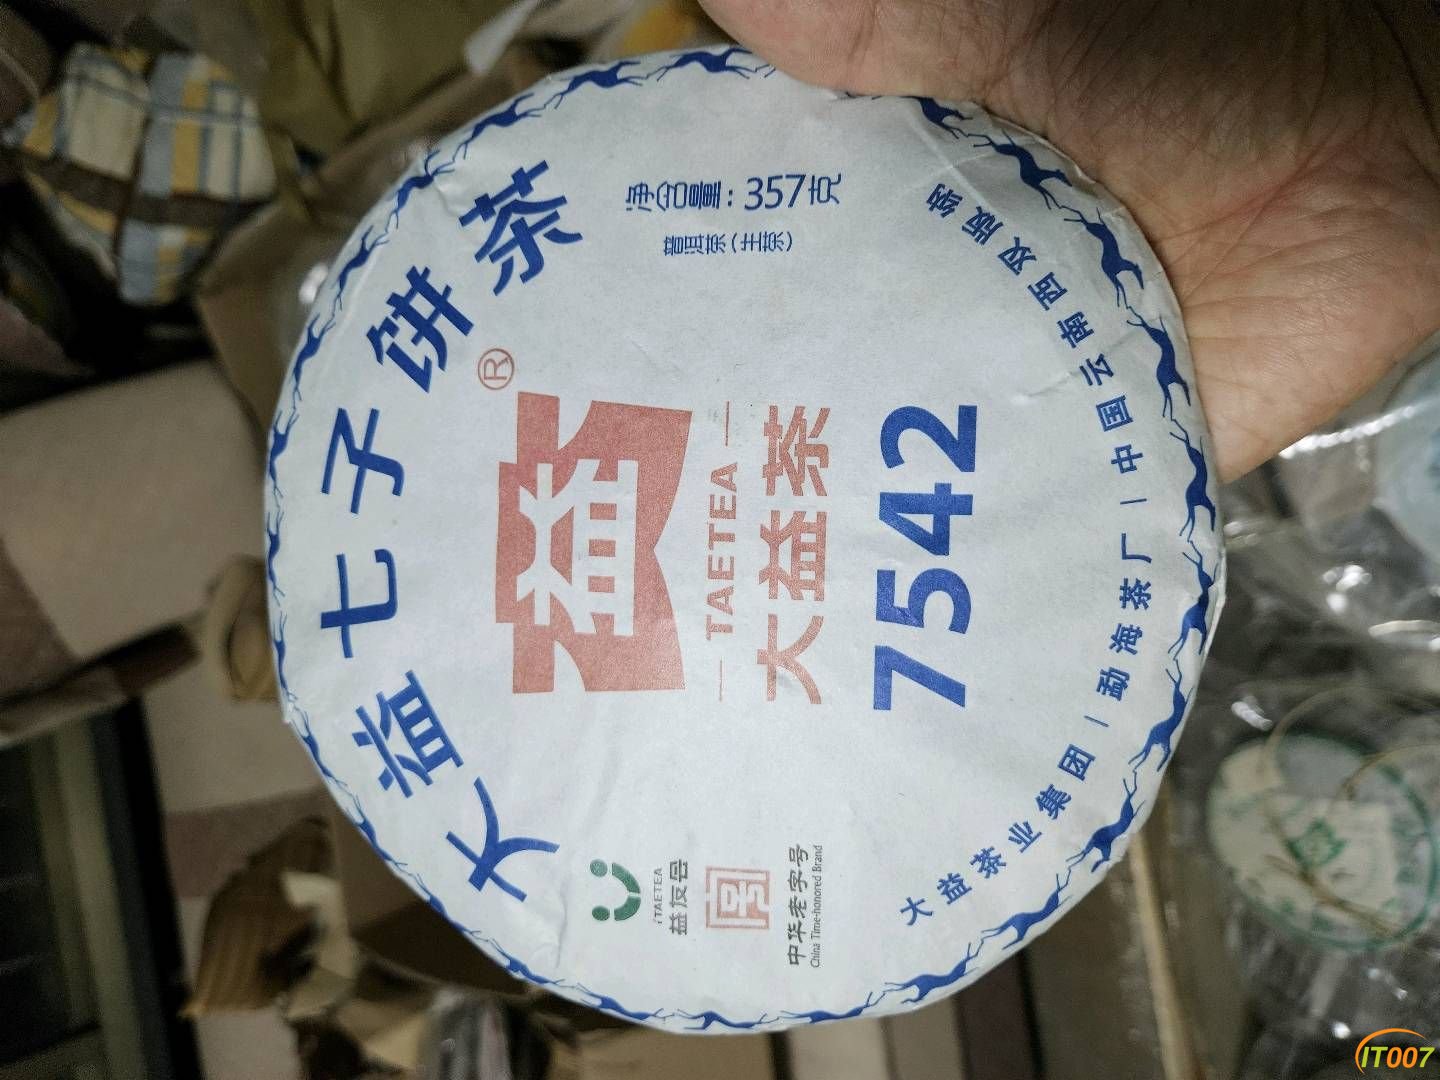 大益七子饼茶
净含量：357克
普洱茶（生茶）
益
®
TAETEA
大益茶
7542
iTAETEA
益友会
中华老字号
China Time-honored Brand
大益茶业集团｜勐海茶厂｜中国云南西双版纳
IT007